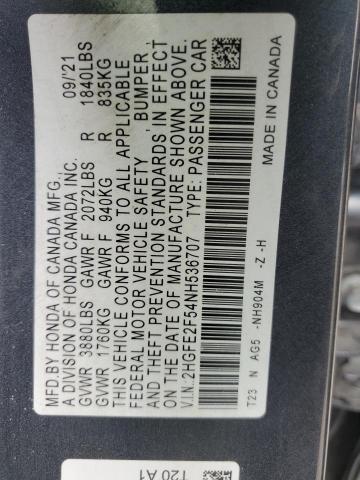 MFD.BY HONDA OF CANADA MFG.
A DIVISION OF HONDA CANADA INC. 09/'21
GVWR 3880LBS GAWR F 2072LBS R 1840LBS
GVWR 1760KG GAWR F 940KG R 835KG
THIS VEHICLE CONFORMS TO ALL APPLICABLE
FEDERAL MOTOR VEHICLE SAFETY , BUMPER,
AND THEFT PREVENTION STANDARDS IN EFFECT
ON THE DATE OF MANUFACTURE SHOWN ABOVE.
V.I.N: 2HGFE2F54NH536707 TYPE: PASSENGER CAR
T23 N AG5 -NH904M -Z -H MADE IN CANADA
T20 A1